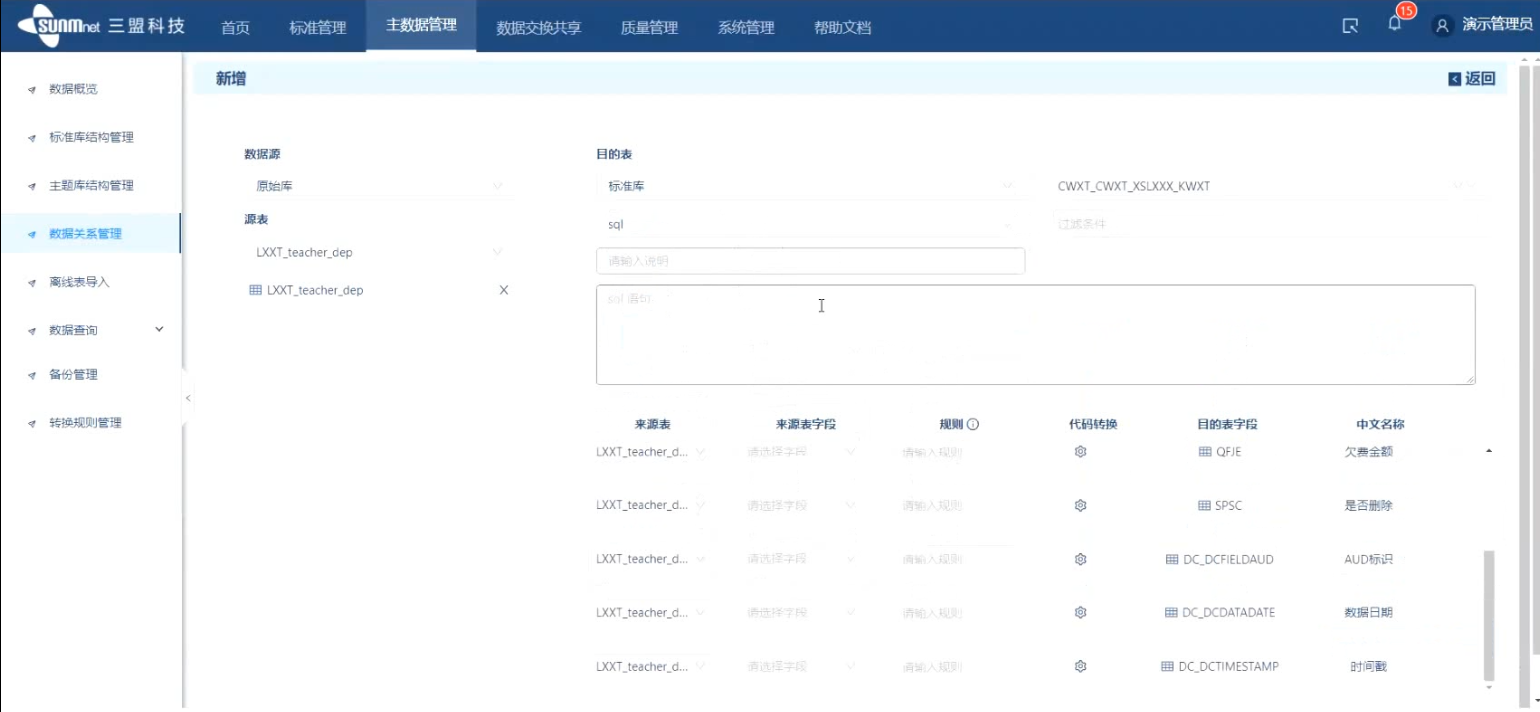 sunmnet 三盟科技 首页 标准管理 主数据管理 数据交换共享 质量管理 系统管理 帮助文档 15 演示管理员
新增 返回
数据概览
标准库结构管理
主题库结构管理
数据关系管理
离线表导入
数据查询
备份管理
转换规则管理
数据源 目的表
原始库 标准库 CWXT_CWXT_XSLXXX_KWXT
源表 sql 过滤条件
LXXT_teacher_dep 请输入说明
LXXT_teacher_dep X sql 语句
来源表 来源表字段 规则 代码转换 目的表字段 中文名称
LXXT_teacher_d... 请选择字段 请输入规则 QFJE 欠费金额
LXXT_teacher_d... 请选择字段 请输入规则 SPSC 是否删除
LXXT_teacher_d... 请选择字段 请输入规则 DC_DCFIELDAUD AUD标识
LXXT_teacher_d... 请选择字段 请输入规则 DC_DCDATADATE 数据日期
LXXT_teacher_d... 请选择字段 请输入规则 DC_DCTIMESTAMP 时间戳